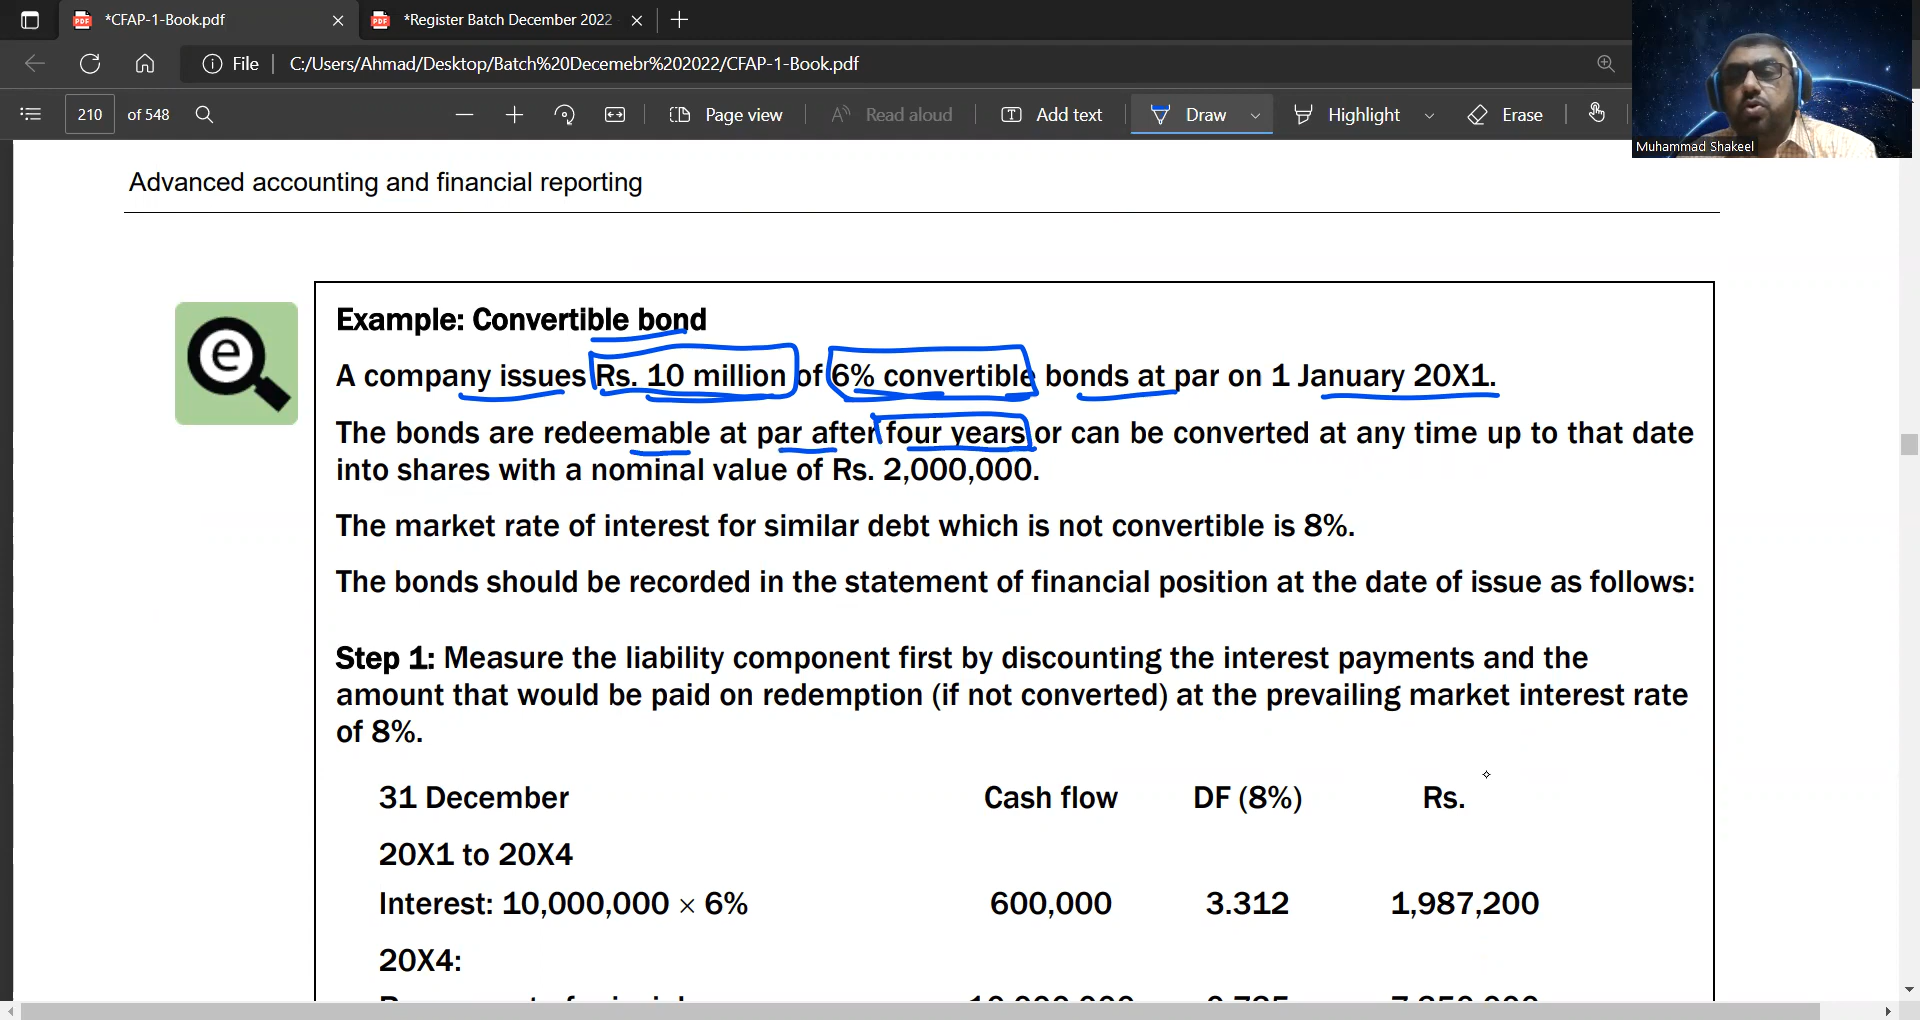 *CFAP-1-Book.pdf
*Register Batch December 2022
File
C:/Users/Ahmad/Desktop/Batch%20Decemebr%202022/CFAP-1-Book.pdf
210 of 548
Page view
Read aloud
Add text
Draw
Highlight
Erase
Muhammad Shakeel
Advanced accounting and financial reporting
e
Example: Convertible bond
A company issues Rs. 10 million of 6% convertible bonds at par on 1 January 20X1.
The bonds are redeemable at par after four years or can be converted at any time up to that date
into shares with a nominal value of Rs. 2,000,000.
The market rate of interest for similar debt which is not convertible is 8%.
The bonds should be recorded in the statement of financial position at the date of issue as follows:
Step 1: Measure the liability component first by discounting the interest payments and the
amount that would be paid on redemption (if not converted) at the prevailing market interest rate
of 8%.
31 December Cash flow DF (8%) Rs.
20X1 to 20X4
Interest: 10,000,000 × 6% 600,000 3.312 1,987,200
20X4: